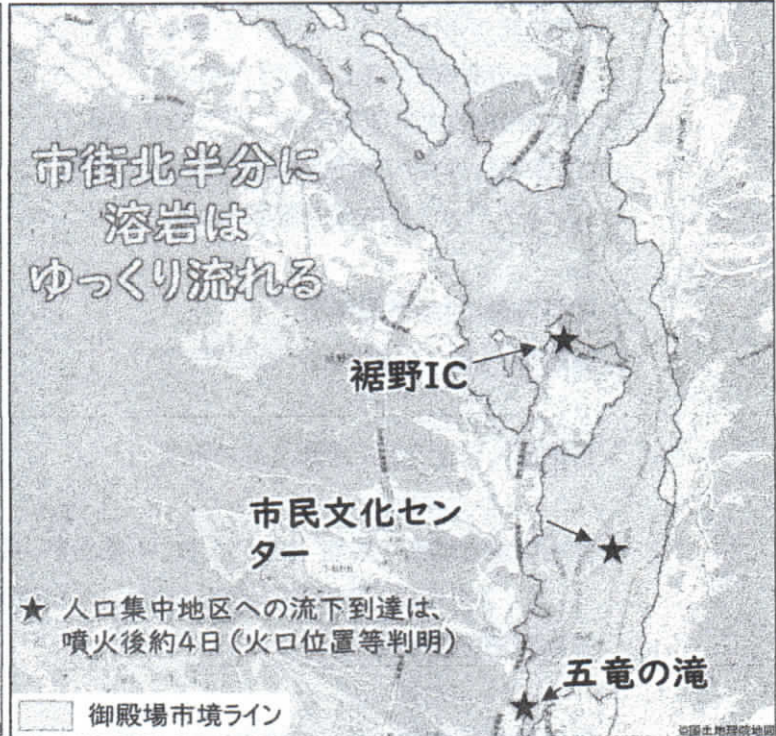 市街北半分に
溶岩は
ゆっくり流れる
裾野IC
市民文化セン
ター
★ 人口集中地区への流下到達は、
噴火後約4日(火口位置等判明)
五竜の滝
御殿場市境ライン
©国土地理院地図